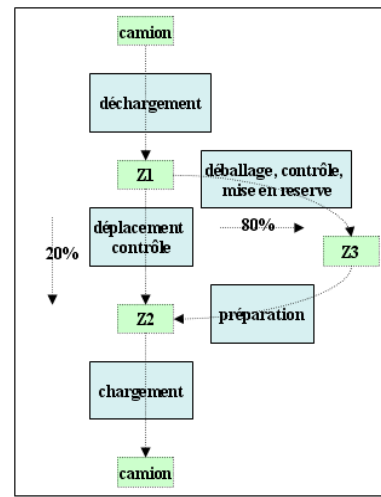 camion
déchargement
Z1
déballage, contrôle,
mise en reserve
déplacement
contrôle
80%
20%
Z3
Z2
préparation
chargement
camion